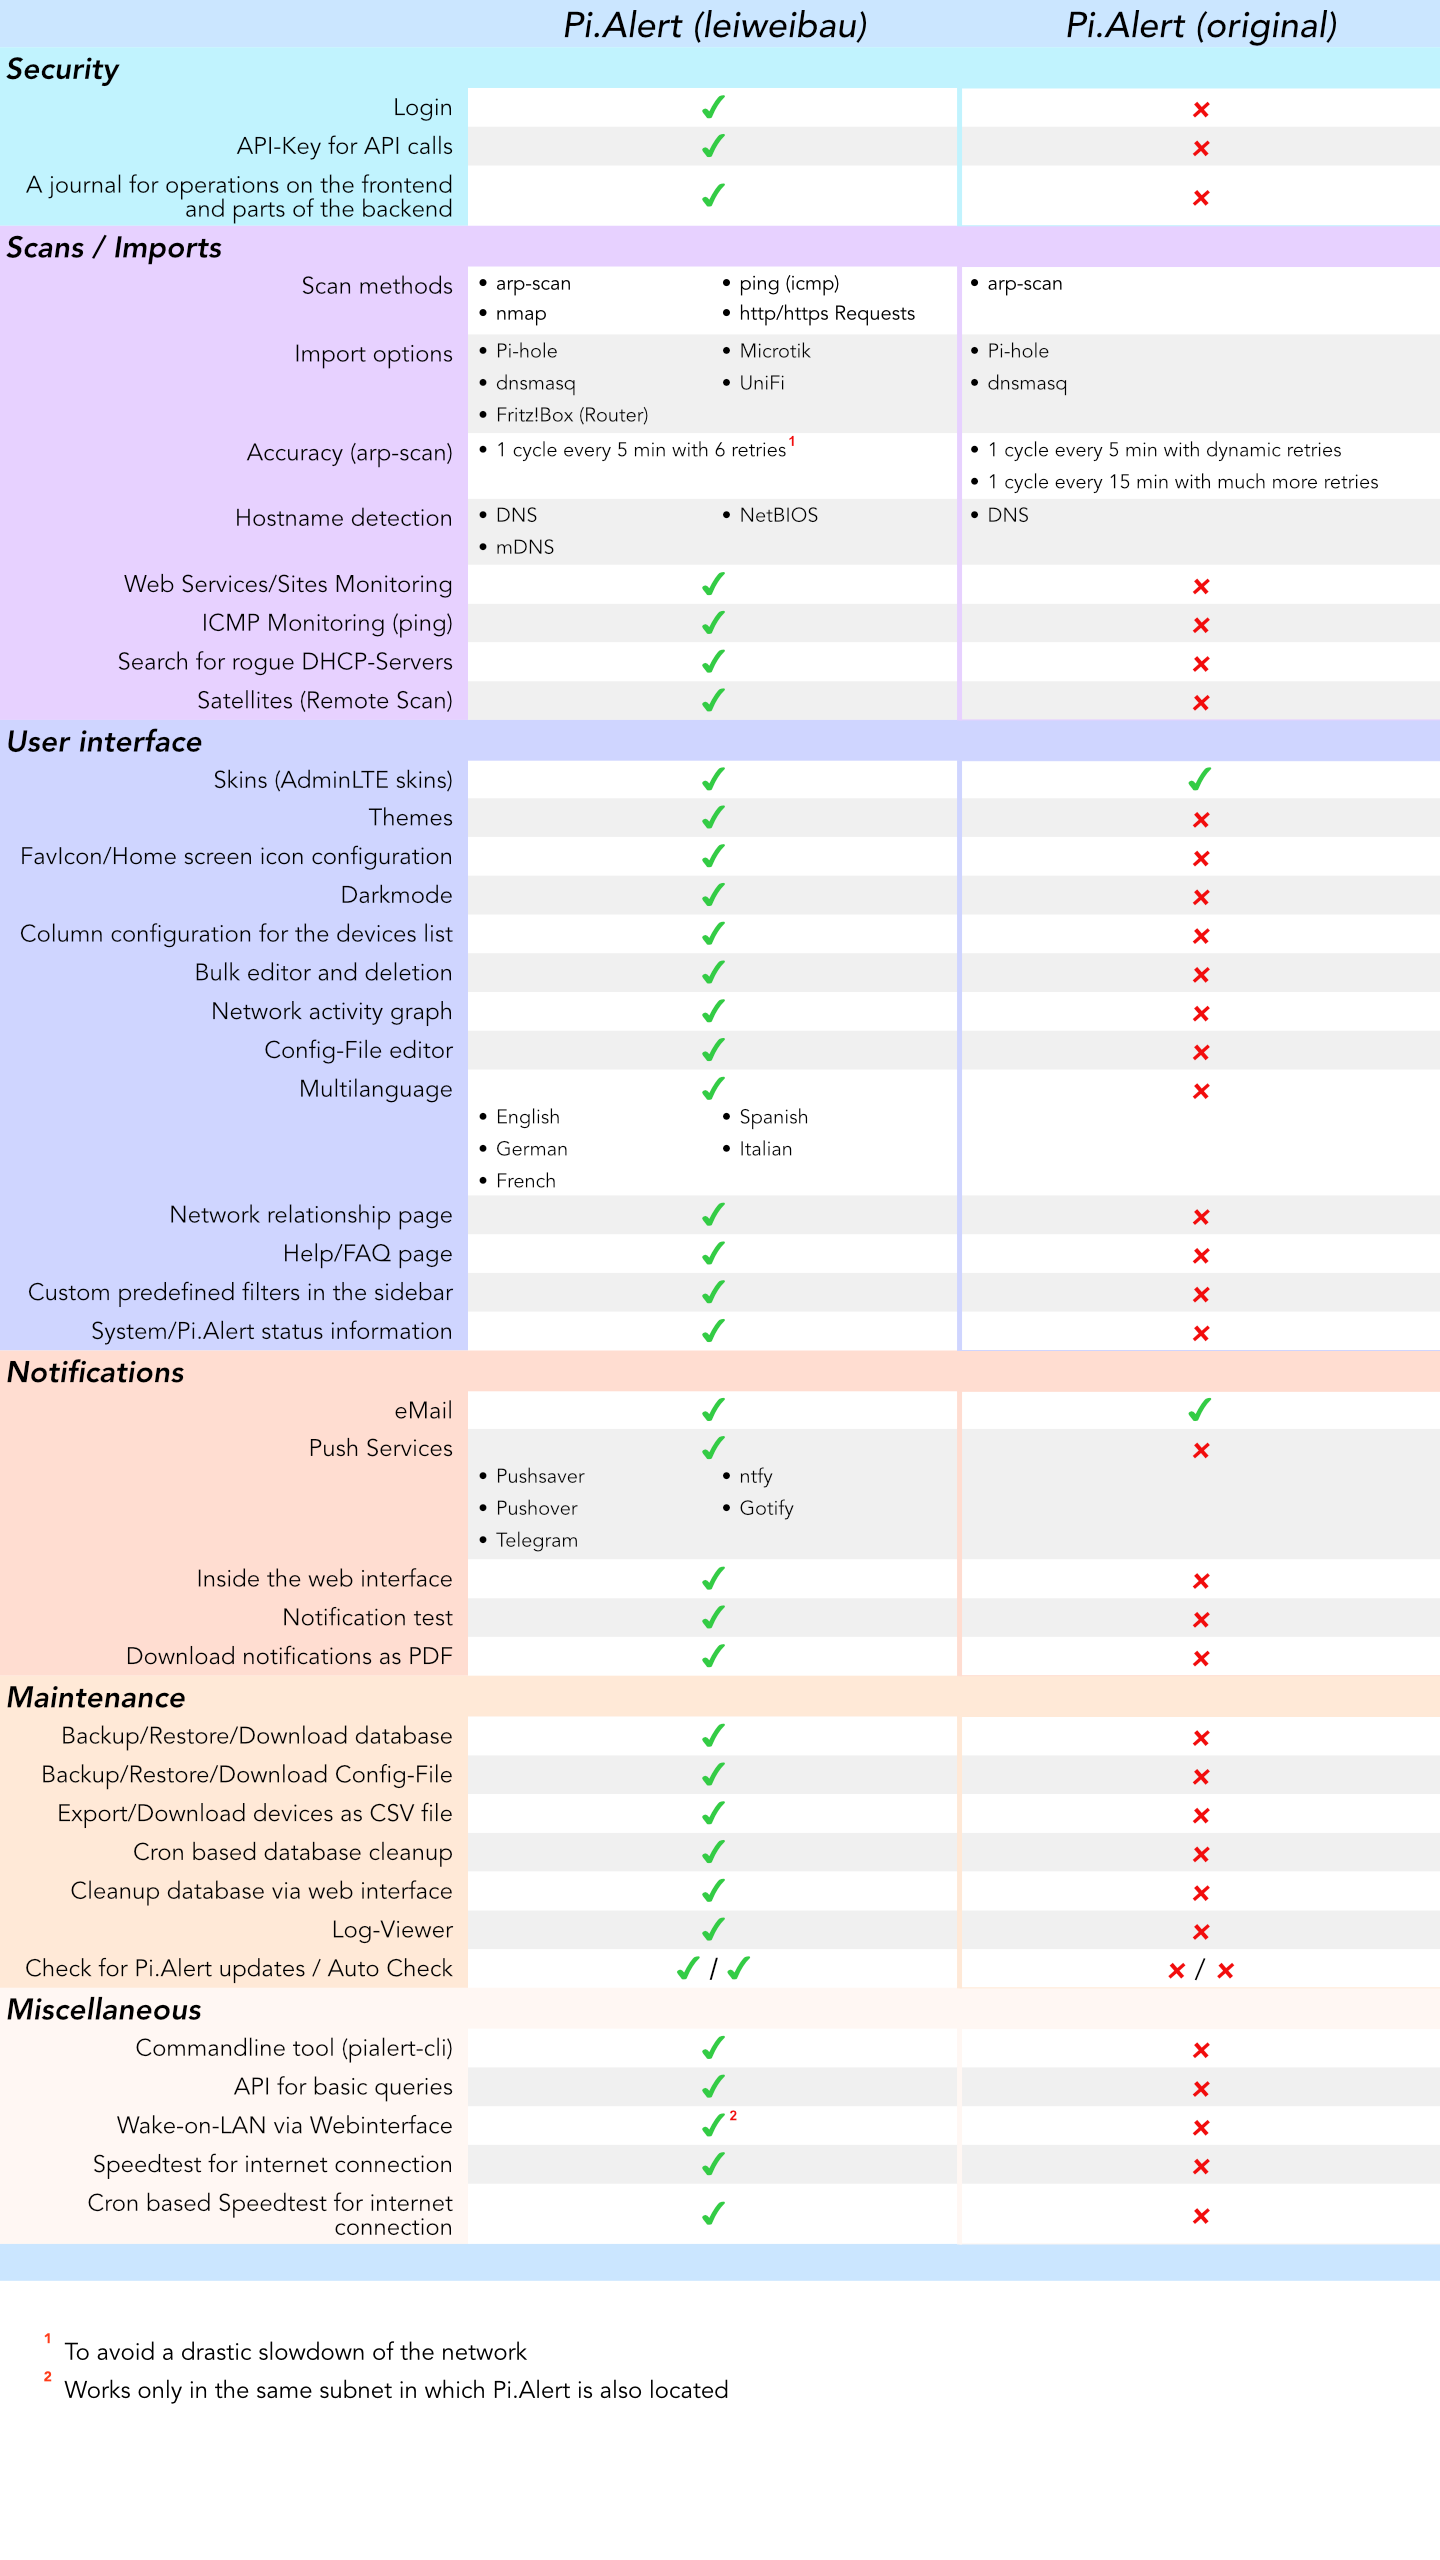 Pi.Alert (leiweibau) Pi.Alert (original)
Security
Login ✓ ×
API-Key for API calls ✓ ×
A journal for operations on the frontend
and parts of the backend ✓ ×
Scans / Imports
Scan methods • arp-scan • ping (icmp) • arp-scan
• nmap • http/https Requests
Import options • Pi-hole • Microtik • Pi-hole
• dnsmasq • UniFi • dnsmasq
• Fritz!Box (Router)
Accuracy (arp-scan) • 1 cycle every 5 min with 6 retries 1 • 1 cycle every 5 min with dynamic retries
• 1 cycle every 15 min with much more retries
Hostname detection • DNS • NetBIOS • DNS
• mDNS
Web Services/Sites Monitoring ✓ ×
ICMP Monitoring (ping) ✓ ×
Search for rogue DHCP-Servers ✓ ×
Satellites (Remote Scan) ✓ ×
User interface
Skins (AdminLTE skins) ✓ ✓
Themes ✓ ×
FavIcon/Home screen icon configuration ✓ ×
Darkmode ✓ ×
Column configuration for the devices list ✓ ×
Bulk editor and deletion ✓ ×
Network activity graph ✓ ×
Config-File editor ✓ ×
Multilanguage ✓ ×
• English • Spanish
• German • Italian
• French
Network relationship page ✓ ×
Help/FAQ page ✓ ×
Custom predefined filters in the sidebar ✓ ×
System/Pi.Alert status information ✓ ×
Notifications
eMail ✓ ✓
Push Services ✓ ×
• Pushsaver • ntfy
• Pushover • Gotify
• Telegram
Inside the web interface ✓ ×
Notification test ✓ ×
Download notifications as PDF ✓ ×
Maintenance
Backup/Restore/Download database ✓ ×
Backup/Restore/Download Config-File ✓ ×
Export/Download devices as CSV file ✓ ×
Cron based database cleanup ✓ ×
Cleanup database via web interface ✓ ×
Log-Viewer ✓ ×
Check for Pi.Alert updates / Auto Check ✓ / ✓ × / ×
Miscellaneous
Commandline tool (pialert-cli) ✓ ×
API for basic queries ✓ ×
Wake-on-LAN via Webinterface ✓ 2 ×
Speedtest for internet connection ✓ ×
Cron based Speedtest for internet
connection ✓ ×
1 To avoid a drastic slowdown of the network
2 Works only in the same subnet in which Pi.Alert is also located